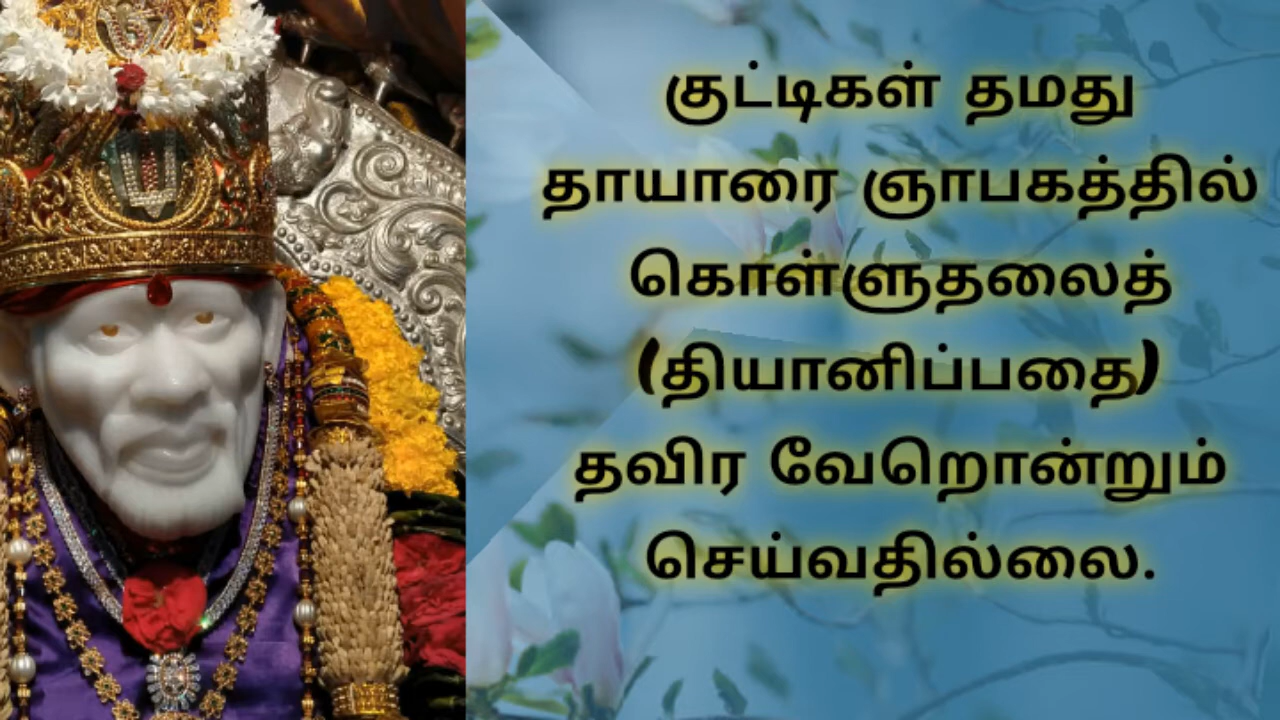 குட்டிகள் தமது
தாயாரை ஞாபகத்தில்
கொள்ளுதலைத்
(தியானிப்பதை)
தவிர வேறொன்றும்
செய்வதில்லை.